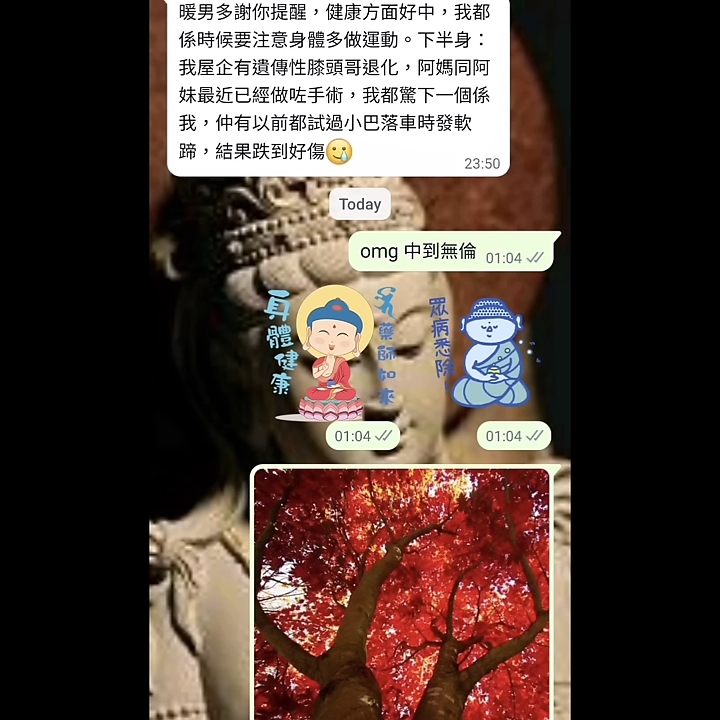 暖男多謝你提醒，健康方面好中，我都
係時候要注意身體多做運動。下半身：
我屋企有遺傳性膝頭哥退化，阿媽同阿
妹最近已經做咗手術，我都驚下一個係
我，仲有以前都試過小巴落車時發軟
蹄，結果跌到好傷🥲
23:50
Today
omg 中到無倫
01:04
身體健康
藥師如來
眾病悉除
01:04
01:04